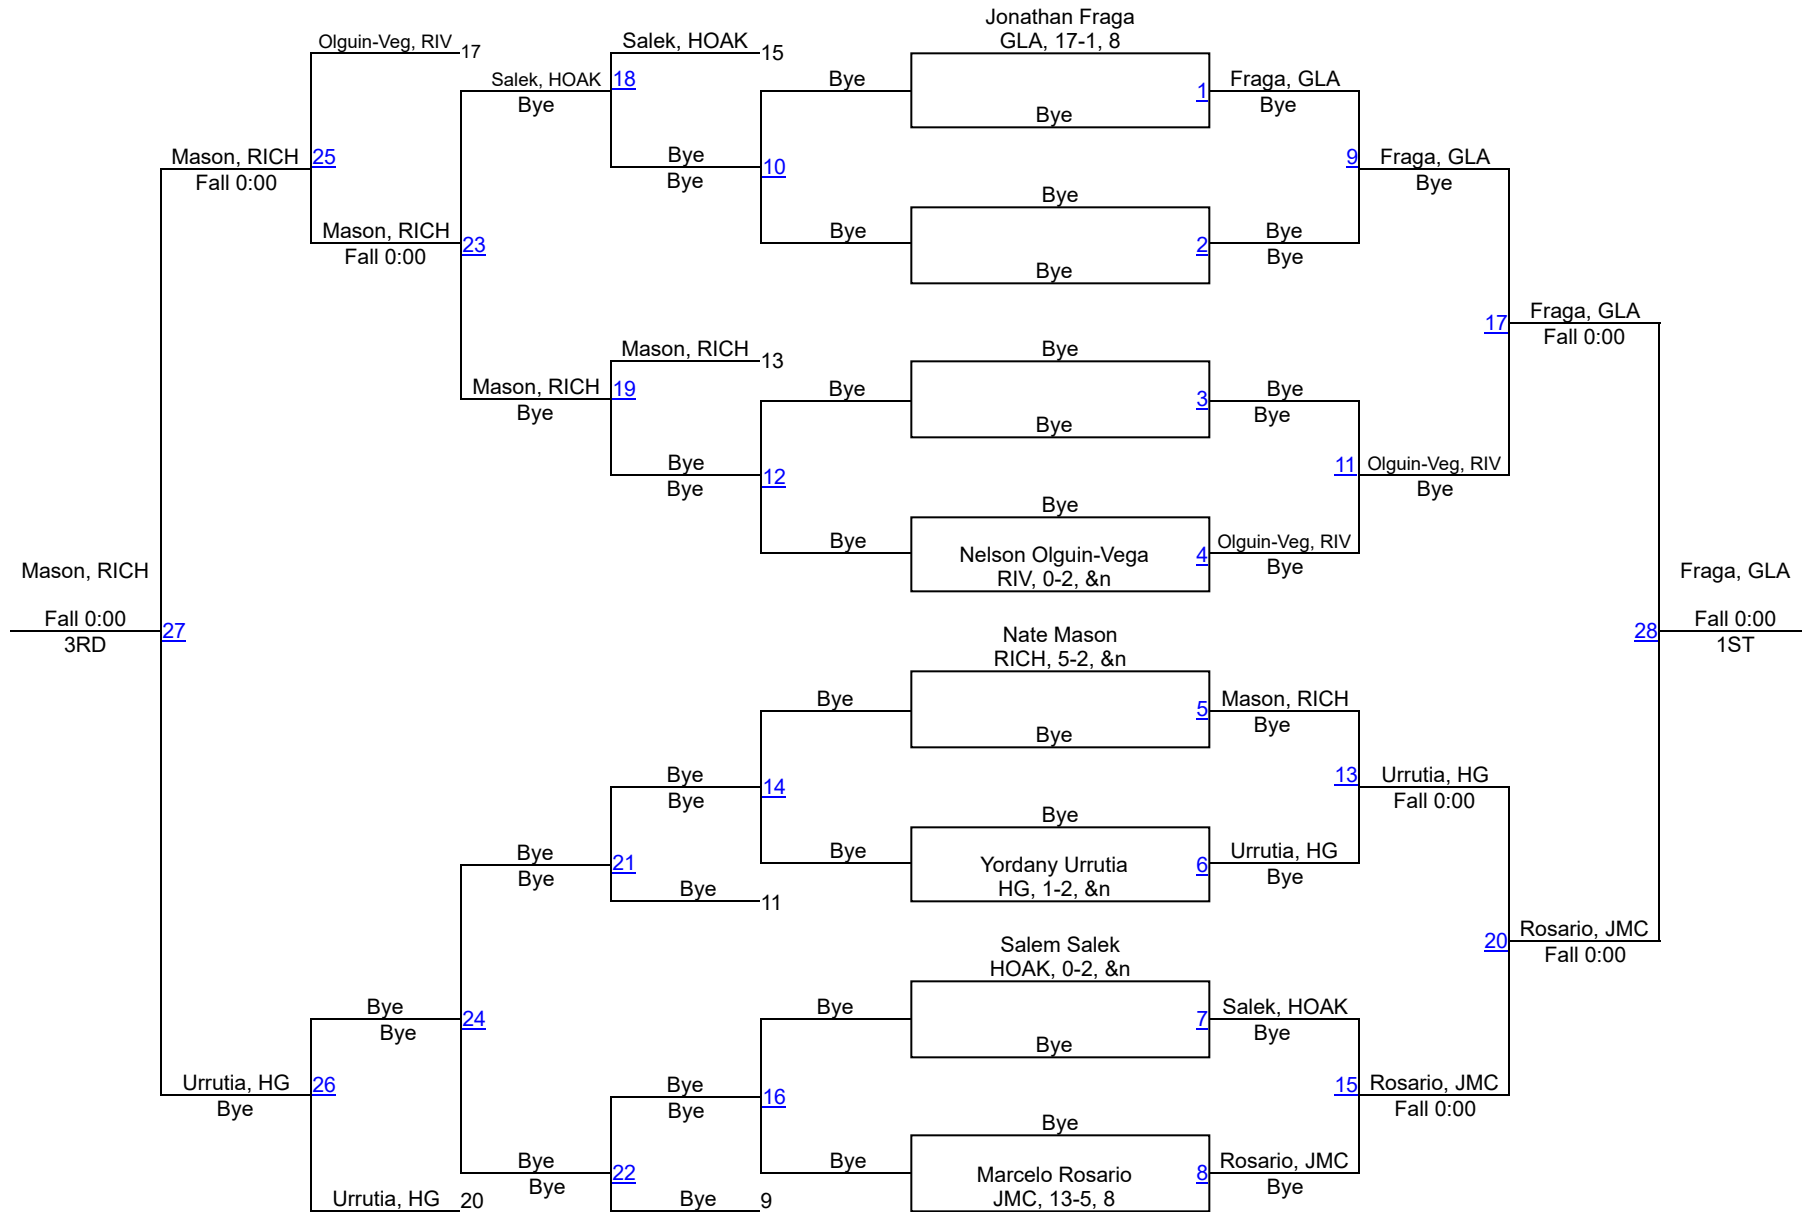 Jonathan Fraga
GLA, 17-1, 8
Olguin-Veg, RIV
17
Salek, HOAK
15
Salek, HOAK
18
Bye
Bye
1
Fraga, GLA
Bye
Bye
Bye
Mason, RICH
25
Fall 0:00
Bye
10
Bye
9
Fraga, GLA
Bye
Mason, RICH
23
Fall 0:00
Bye
Bye
2
Bye
Bye
Bye
17
Fraga, GLA
Fall 0:00
Mason, RICH
13
Bye
Mason, RICH
19
Bye
Bye
3
Bye
Bye
Bye
Bye
12
Bye
11
Olguin-Veg, RIV
Bye
Bye
Bye
Nelson Olguin-Vega
RIV, 0-2, &n
4
Olguin-Veg, RIV
Bye
Mason, RICH
Fall 0:00
27
3RD
Fraga, GLA
28
Fall 0:00
1ST
Nate Mason
RICH, 5-2, &n
Bye
5
Mason, RICH
Bye
Bye
Bye
14
Bye
13
Urrutia, HG
Fall 0:00
Bye
Bye
21
Bye
Bye
11
Bye
Bye
Yordany Urrutia
HG, 1-2, &n
6
Urrutia, HG
Bye
20
Rosario, JMC
Fall 0:00
Salem Salek
HOAK, 0-2, &n
Bye
24
Bye
Bye
7
Salek, HOAK
Bye
Bye
Urrutia, HG
26
Bye
Bye
16
Bye
15
Rosario, JMC
Fall 0:00
Bye
22
Bye
Bye
Bye
Marcelo Rosario
JMC, 13-5, 8
8
Rosario, JMC
Bye
Urrutia, HG
20
Bye
9